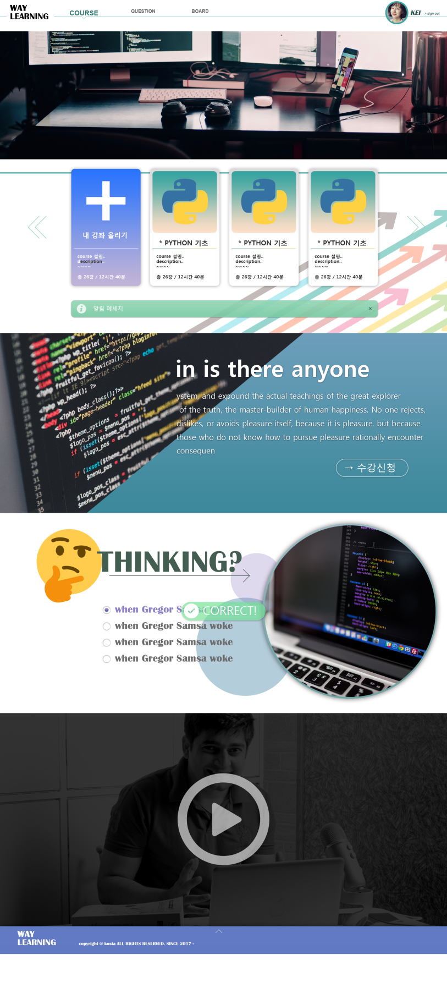 WAY
LEARNING
COURSE
QUESTION
BOARD
KEI
> sign out
내 강좌 올리기
course 설명..
description..
~~~~
총 26강 / 12시간 40분
* PYTHON 기초
course 설명..
description..
~~~~
총 26강 / 12시간 40분
* PYTHON 기초
course 설명..
description..
~~~~
총 26강 / 12시간 40분
* PYTHON 기초
course 설명..
description..
~~~~
총 26강 / 12시간 40분
i
알림 메세지
×
in is there anyone
ystem, and expound the actual teachings of the great explorer
of the truth, the master-builder of human happiness. No one rejects,
dislikes, or avoids pleasure itself, because it is pleasure, but because
those who do not know how to pursue pleasure rationally encounter
consequen
→ 수강신청
THINKING?
when Gregor Samsa woke
CORRECT!
when Gregor Samsa woke
when Gregor Samsa woke
when Gregor Samsa woke
WAY
LEARNING
copyright @ kosta ALL RIGHTS RESERVED. SINCE 2017 -